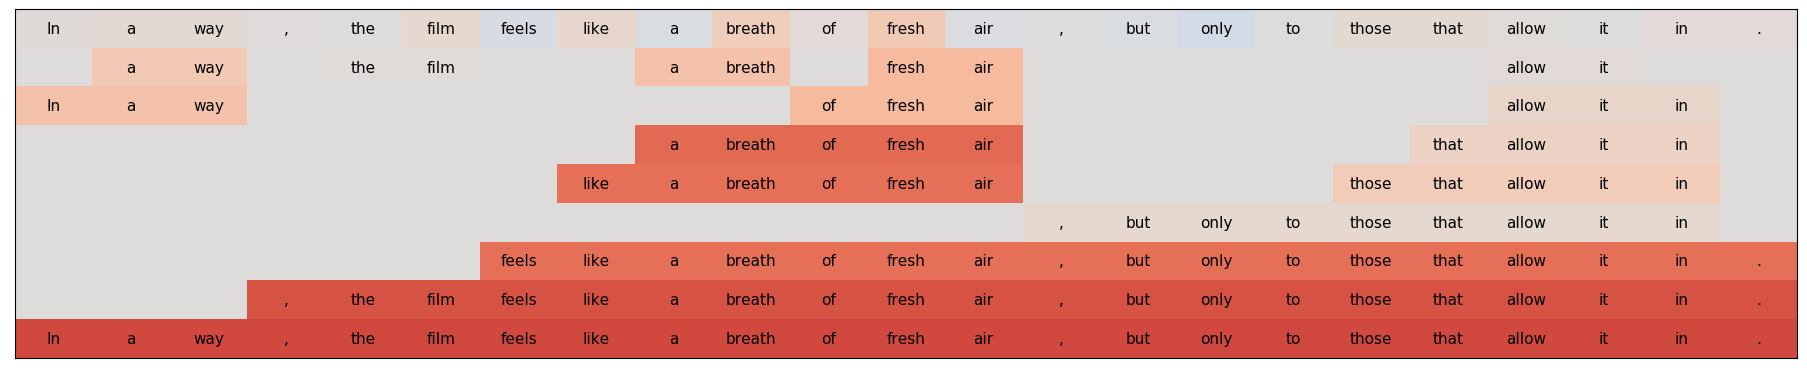 In a way , the film feels like a breath of fresh air , but only to those that allow it in .
a way the film a breath fresh air allow it
In a way of fresh air allow it in
a breath of fresh air that allow it in
like a breath of fresh air those that allow it in
, but only to those that allow it in
feels like a breath of fresh air , but only to those that allow it in .
, the film feels like a breath of fresh air , but only to those that allow it in .
In a way , the film feels like a breath of fresh air , but only to those that allow it in .